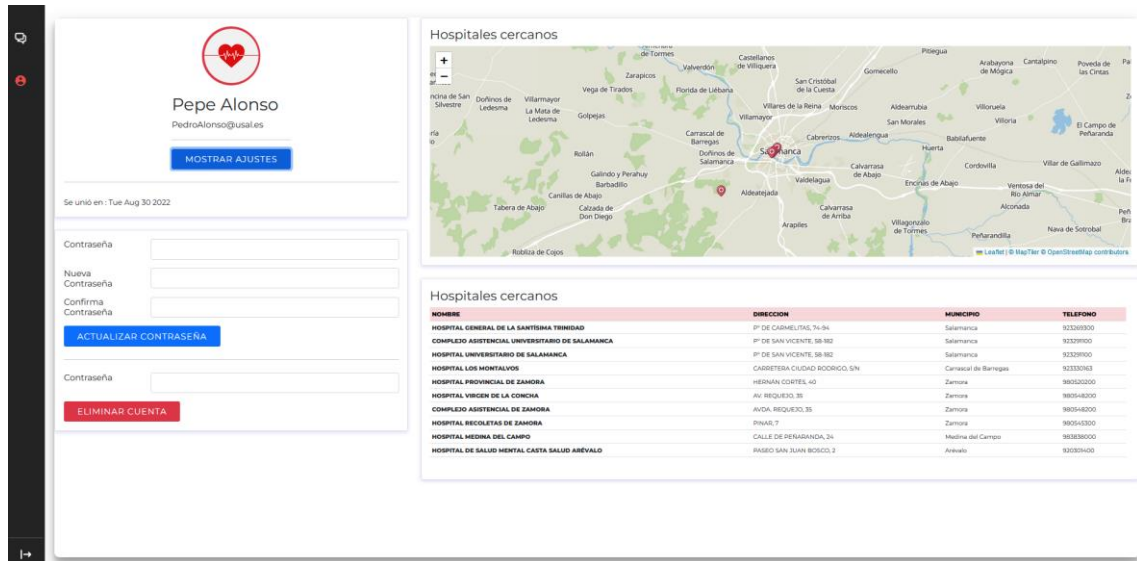 Pepe Alonso
PedroAlonso@usal.es
MOSTRAR AJUSTES
Se unió en : Tue Aug 30 2022
Contraseña
Nueva
Contraseña
Confirma
Contraseña
ACTUALIZAR CONTRASEÑA
Contraseña
ELIMINAR CUENTA
Hospitales cercanos
+
−
de Tormes
Castellanos
de Villiquera
Pitiegua
Valverdón
Zarapicos
Gomecello
Arabayona
de Mógica
Cantalpino
Poveda de
las Cintas
San Cristóbal
de la Cuesta
Vega de Tirados
Florida de Liébana
Silvestre
Doñinos de
Ledesma
Villarmayor
La Mata de
Ledesma
Golpejas
Villares de la Reina
Moriscos
Aldearrubia
Villoruela
Villamayor
San Morales
Villoria
El Campo de
Peñaranda
Carrascal de
Barregas
Cabrerizos
Aldealengua
Babilafuente
Huerta
Rollán
Doñinos de
Salamanca
Salamanca
Calvarrasa
de Abajo
Cordovilla
Villar de Gallimazo
Galindo y Perahuy
Barbadillo
Valdelagua
Encinas de Abajo
Ventosa del
Río Almar
Canillas de Abajo
Aldeatejada
Tabera de Abajo
Calzada de
Don Diego
Calvarrasa
de Arriba
Alconada
Arapiles
Villagonzalo
de Tormes
Peñarandilla
Nava de Sotrobal
Robliza de Cojos
Leaflet | © MapTiler © OpenStreetMap contributors
Hospitales cercanos
NOMBRE DIRECCION MUNICIPIO TELEFONO
HOSPITAL GENERAL DE LA SANTÍSIMA TRINIDAD Pº DE CARMELITAS, 74-94 Salamanca 923269300
COMPLEJO ASISTENCIAL UNIVERSITARIO DE SALAMANCA Pº DE SAN VICENTE, 58-182 Salamanca 923291100
HOSPITAL UNIVERSITARIO DE SALAMANCA Pº DE SAN VICENTE, 58-182 Salamanca 923291100
HOSPITAL LOS MONTALVOS CARRETERA CIUDAD RODRIGO, S/N Carrascal de Barregas 923330163
HOSPITAL PROVINCIAL DE ZAMORA HERNÁN CORTÉS, 40 Zamora 980520200
HOSPITAL VIRGEN DE LA CONCHA AV. REQUEJO, 35 Zamora 980548200
COMPLEJO ASISTENCIAL DE ZAMORA AVDA. REQUEJO, 35 Zamora 980548200
HOSPITAL RECOLETAS DE ZAMORA PINAR, 7 Zamora 980545300
HOSPITAL MEDINA DEL CAMPO CALLE DE PEÑARANDA, 24 Medina del Campo 983838000
HOSPITAL DE SALUD MENTAL CASTA SALUD ARÉVALO PASEO SAN JUAN BOSCO, 2 Arévalo 920301400